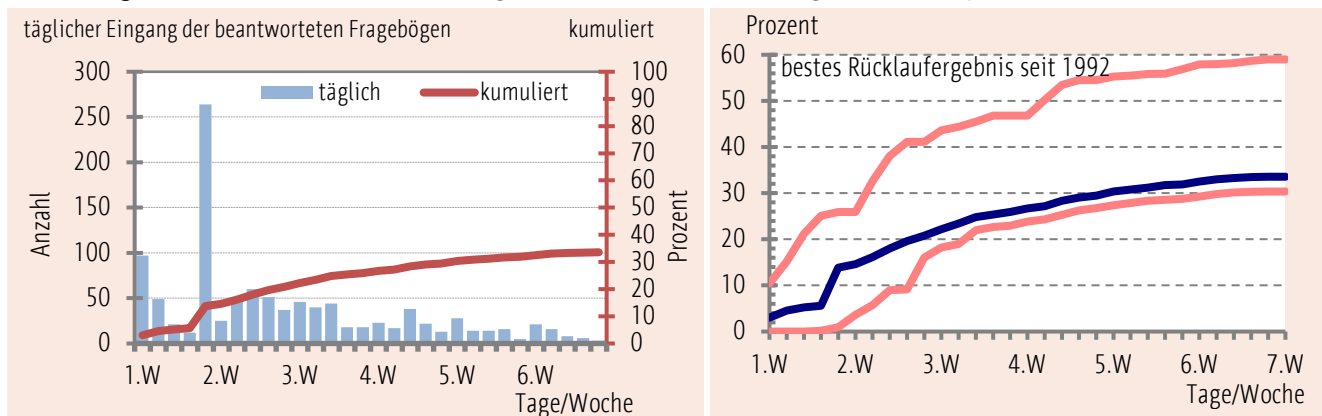 täglicher Eingang der beantworteten Fragebögen kumuliert
300 100
90
250 80
200 70
60
150 50
40
100 30
50 20
10
0 0
täglich kumuliert
Anzahl
Prozent
1.W 2.W 3.W 4.W 5.W 6.W
Tage/Woche
Prozent
60
50
40
30
20
10
0
bestes Rücklaufergebnis seit 1992
1.W 2.W 3.W 4.W 5.W 6.W 7.W
Tage/Woche